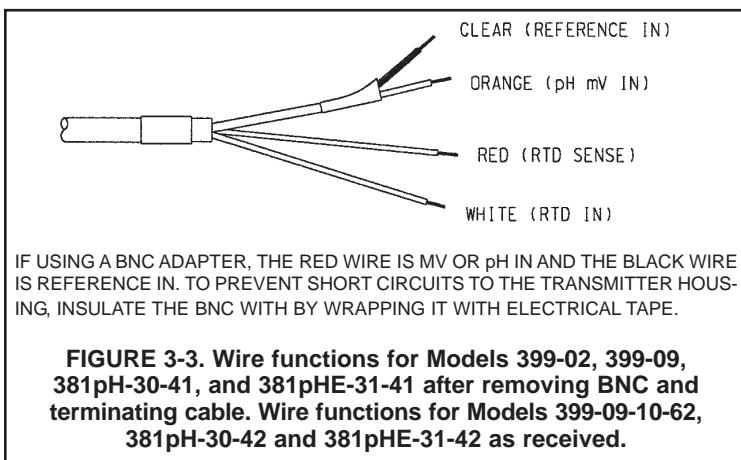 CLEAR (REFERENCE IN)
ORANGE (pH mV IN)
RED (RTD SENSE)
WHITE (RTD IN)
IF USING A BNC ADAPTER, THE RED WIRE IS MV OR pH IN AND THE BLACK WIRE
IS REFERENCE IN. TO PREVENT SHORT CIRCUITS TO THE TRANSMITTER HOUS-
ING, INSULATE THE BNC WITH BY WRAPPING IT WITH ELECTRICAL TAPE.
FIGURE 3-3. Wire functions for Models 399-02, 399-09,
381pH-30-41, and 381pHE-31-41 after removing BNC and
terminating cable. Wire functions for Models 399-09-10-62,
381pH-30-42 and 381pHE-31-42 as received.